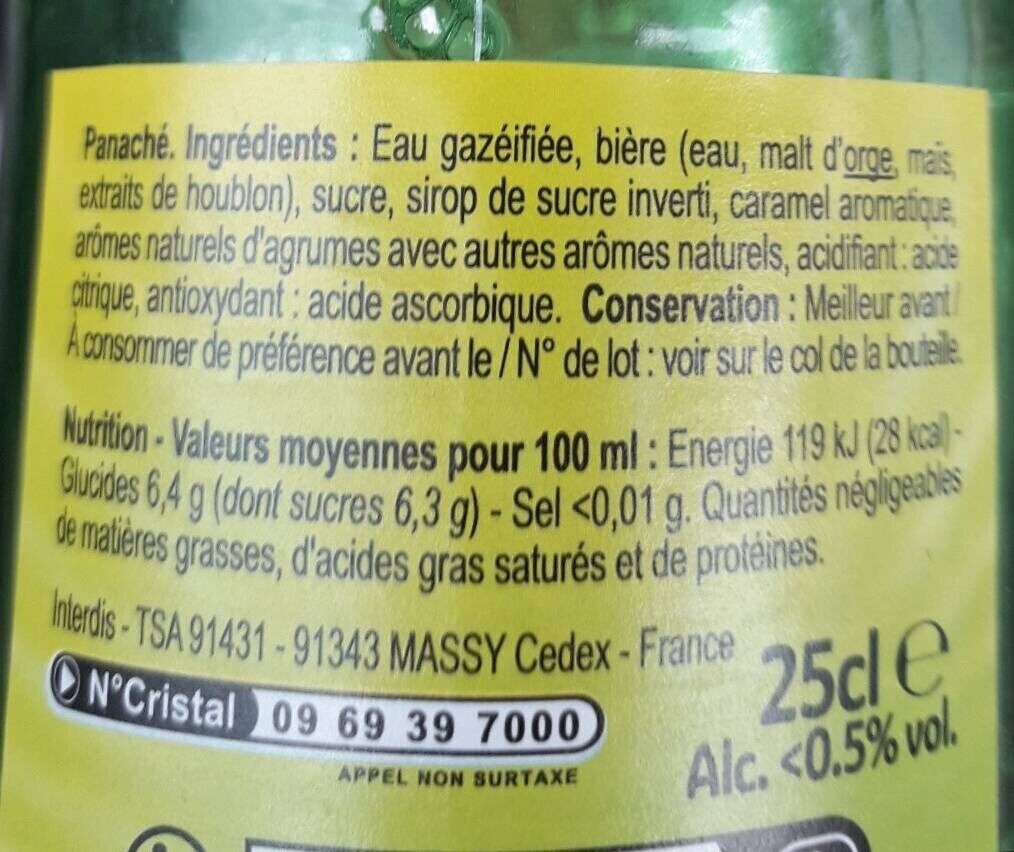 Panaché. Ingrédients : Eau gazéifiée, bière (eau, malt d'orge, maïs,
extraits de houblon), sucre, sirop de sucre inverti, caramel aromatique,
arômes naturels d'agrumes avec autres arômes naturels, acidifiant : acide
citrique, antioxydant : acide ascorbique. Conservation : Meilleur avant /
A consommer de préférence avant le / N° de lot : voir sur le col de la bouteille.
Nutrition - Valeurs moyennes pour 100 ml : Energie 119 kJ (28 kcal) -
Glucides 6,4 g (dont sucres 6,3 g) - Sel <0,01 g. Quantités négligeables
de matières grasses, d'acides gras saturés et de protéines.
Interdis - TSA 91431 - 91343 MASSY Cedex - France
N°Cristal 09 69 39 7000
APPEL NON SURTAXE
25cl e
Alc. <0.5% vol.